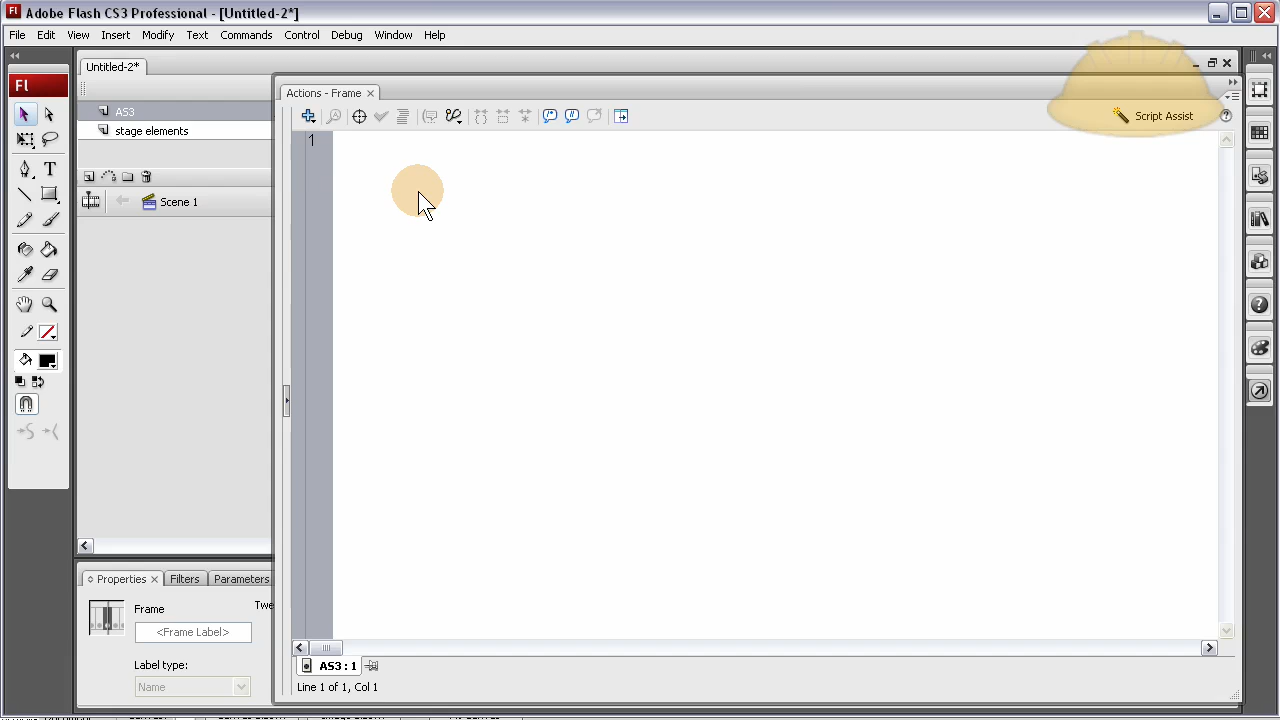 Adobe Flash CS3 Professional - [Untitled-2*]
File Edit View Insert Modify Text Commands Control Debug Window Help
Untitled-2*
Fl
Actions - Frame
AS3
Script Assist
stage elements
1
Scene 1
Properties Filters Parameters
Frame
Twe
<Frame Label>
Label type:
AS3:1
Name
Line 1 of 1, Col 1